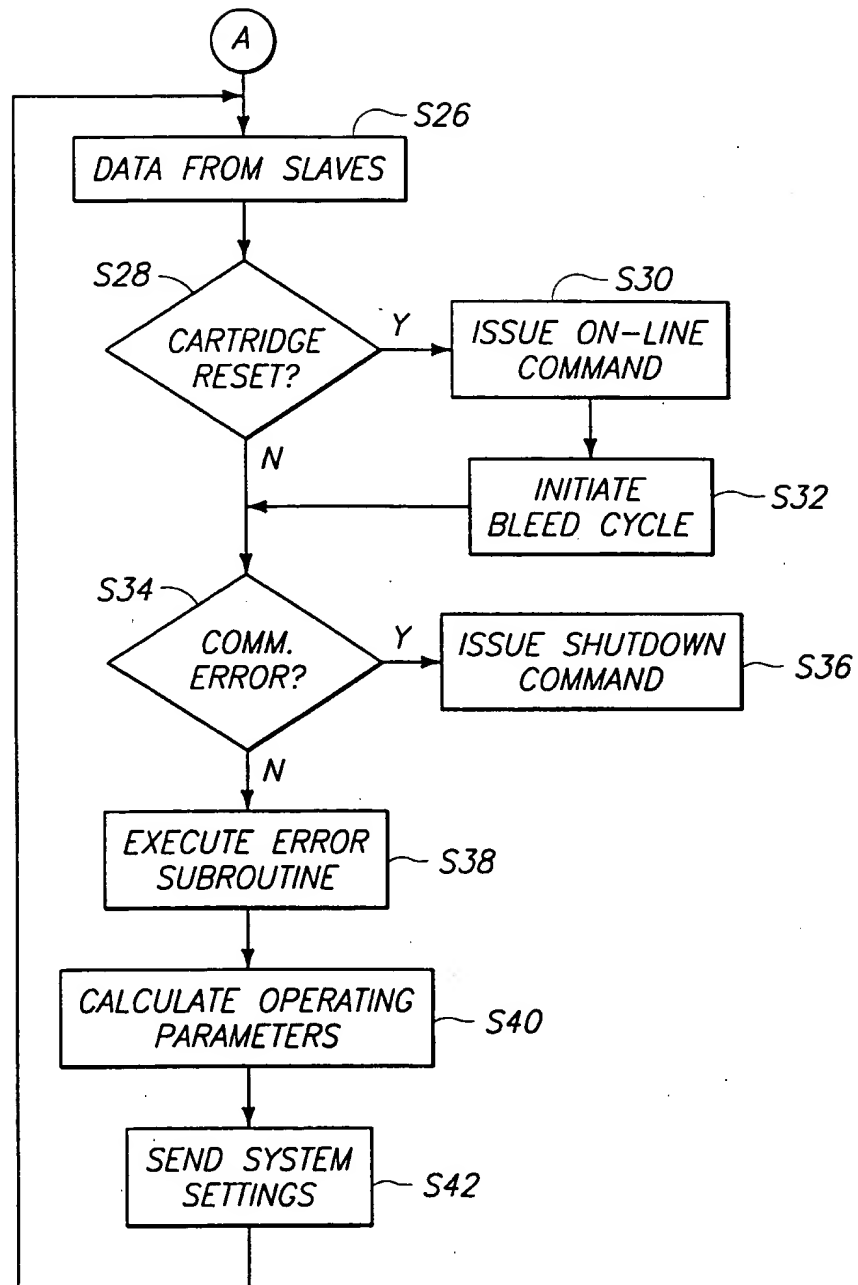 A
S26
DATA FROM SLAVES
S28
CARTRIDGE
RESET?
Y
S30
ISSUE ON-LINE
COMMAND
N
INITIATE
BLEED CYCLE
S32
S34
COMM.
ERROR?
Y
ISSUE SHUTDOWN
COMMAND
S36
N
EXECUTE ERROR
SUBROUTINE
S38
CALCULATE OPERATING
PARAMETERS
S40
SEND SYSTEM
SETTINGS
S42